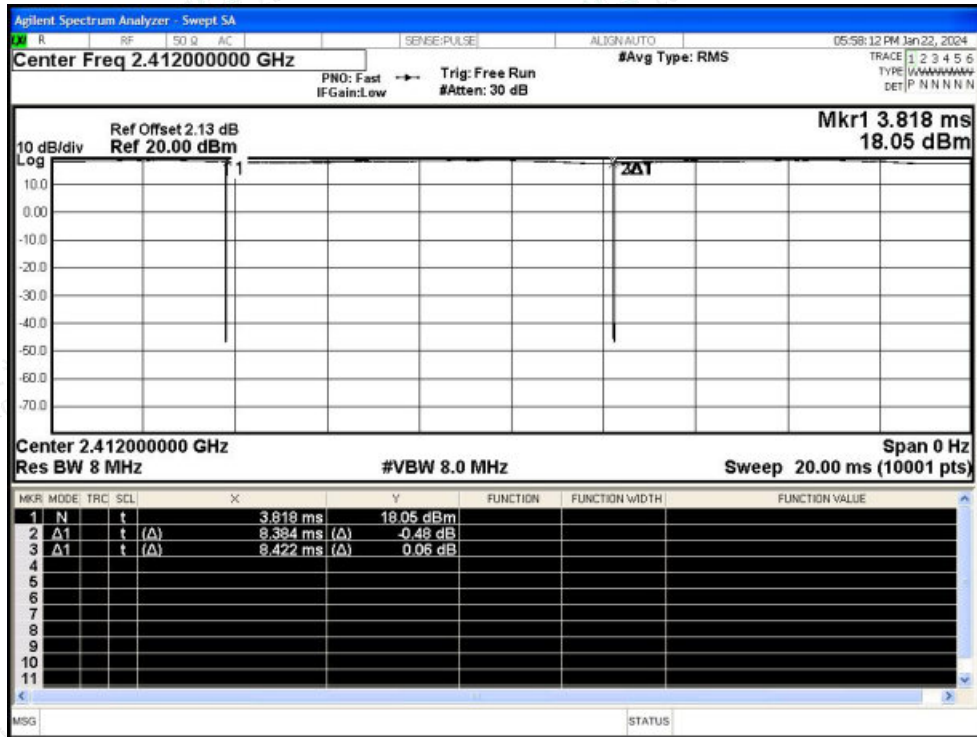 Agilent Spectrum Analyzer - Swept SA
R RF 50 Ω AC SENSE:PULSE ALIGNAUTO 05:58:12 PM Jan 22, 2024
Center Freq 2.412000000 GHz #Avg Type: RMS TRACE 1 2 3 4 5 6
PNO: Fast Trig: Free Run TYPE
IFGain:Low #Atten: 30 dB DET P N N N N N
Mkr1 3.818 ms
Ref Offset 2.13 dB
10 dB/div Ref 20.00 dBm 18.05 dBm
Log
1 2Δ1
10.0
0.00
-10.0
-20.0
-30.0
-40.0
-50.0
-60.0
-70.0
Center 2.412000000 GHz Span 0 Hz
Res BW 8 MHz #VBW 8.0 MHz Sweep 20.00 ms (10001 pts)
MKR MODE TRC SCL X Y FUNCTION FUNCTION WIDTH FUNCTION VALUE
1 N t 3.818 ms 18.05 dBm
2 Δ1 t (Δ) 8.384 ms (Δ) -0.48 dB
3 Δ1 t (Δ) 8.422 ms (Δ) 0.06 dB
4
5
6
7
8
9
10
11
MSG STATUS